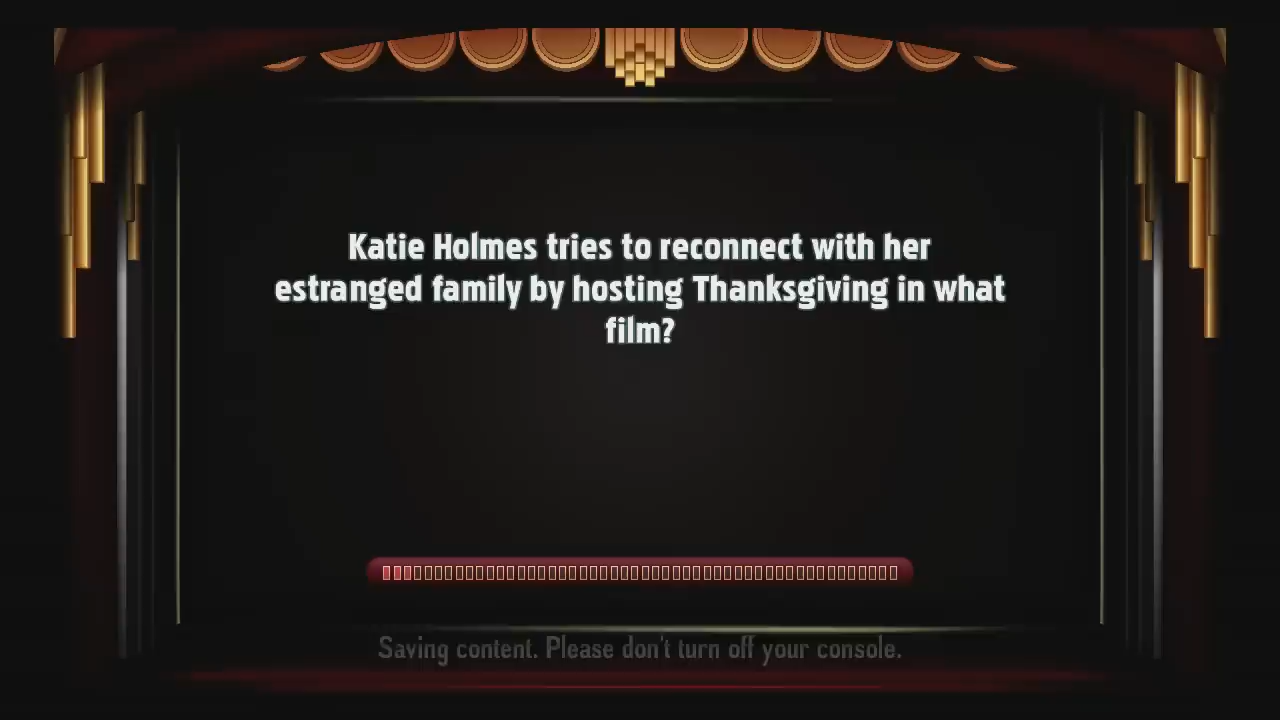 Katie Holmes tries to reconnect with her
estranged family by hosting Thanksgiving in what
film?
Saving content. Please don't turn off your console.